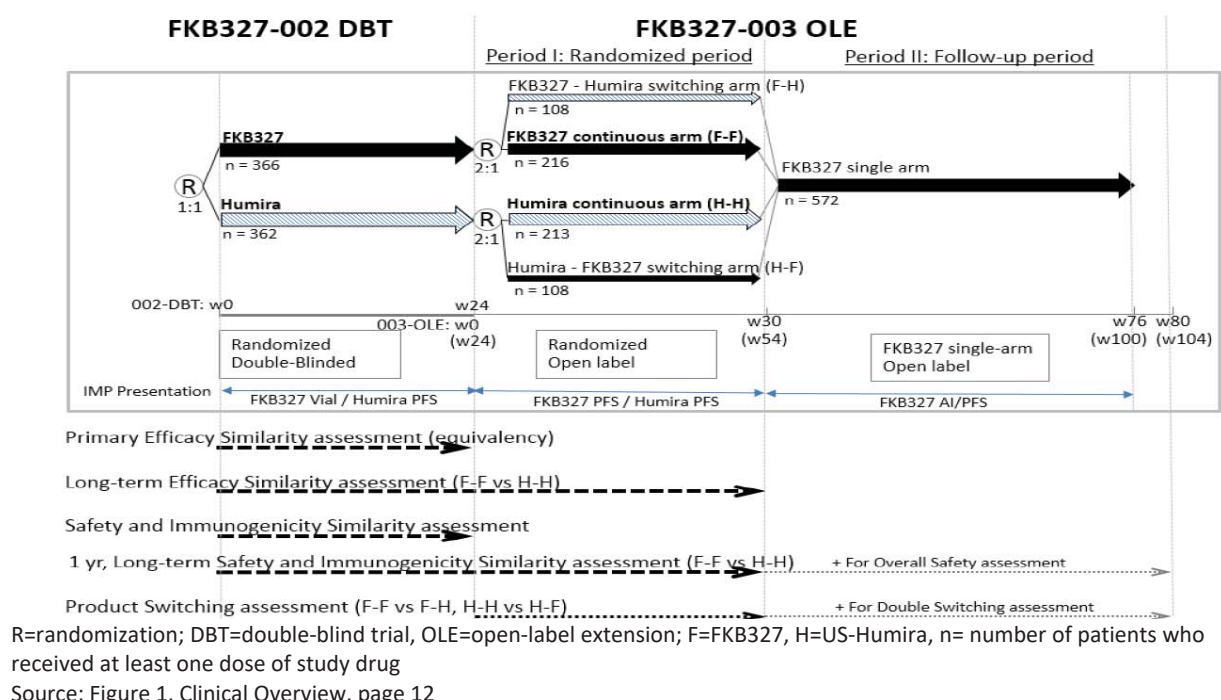 FKB327-002 DBT FKB327-003 OLE
Period I: Randomized period Period II: Follow-up period
FKB327 - Humira switching arm (F-H)
n = 108
FKB327 FKB327 continuous arm (F-F)
R
n = 366 2:1 n = 216
FKB327 single arm
R
1:1 n = 572
Humira Humira continuous arm (H-H)
R
n = 362 2:1 n = 213
Humira - FKB327 switching arm (H-F)
n = 108
002-DBT: w0 w24
003-OLE: w0 w30 w76 w80
(w24) (w54) (w100) (w104)
Randomized Randomized FKB327 single-arm
Double-Blinded Open label Open label
IMP Presentation FKB327 Vial / Humira PFS FKB327 PFS / Humira PFS FKB327 AI/PFS
Primary Efficacy Similarity assessment (equivalency)
Long-term Efficacy Similarity assessment (F-F vs H-H)
Safety and Immunogenicity Similarity assessment
1 yr, Long-term Safety and Immunogenicity Similarity assessment (F-F vs H-H) + For Overall Safety assessment
Product Switching assessment (F-F vs F-H, H-H vs H-F) + For Double Switching assessment
R=randomization; DBT=double-blind trial, OLE=open-label extension; F=FKB327, H=US-Humira, n= number of patients who
received at least one dose of study drug
Source: Figure 1, Clinical Overview, page 12